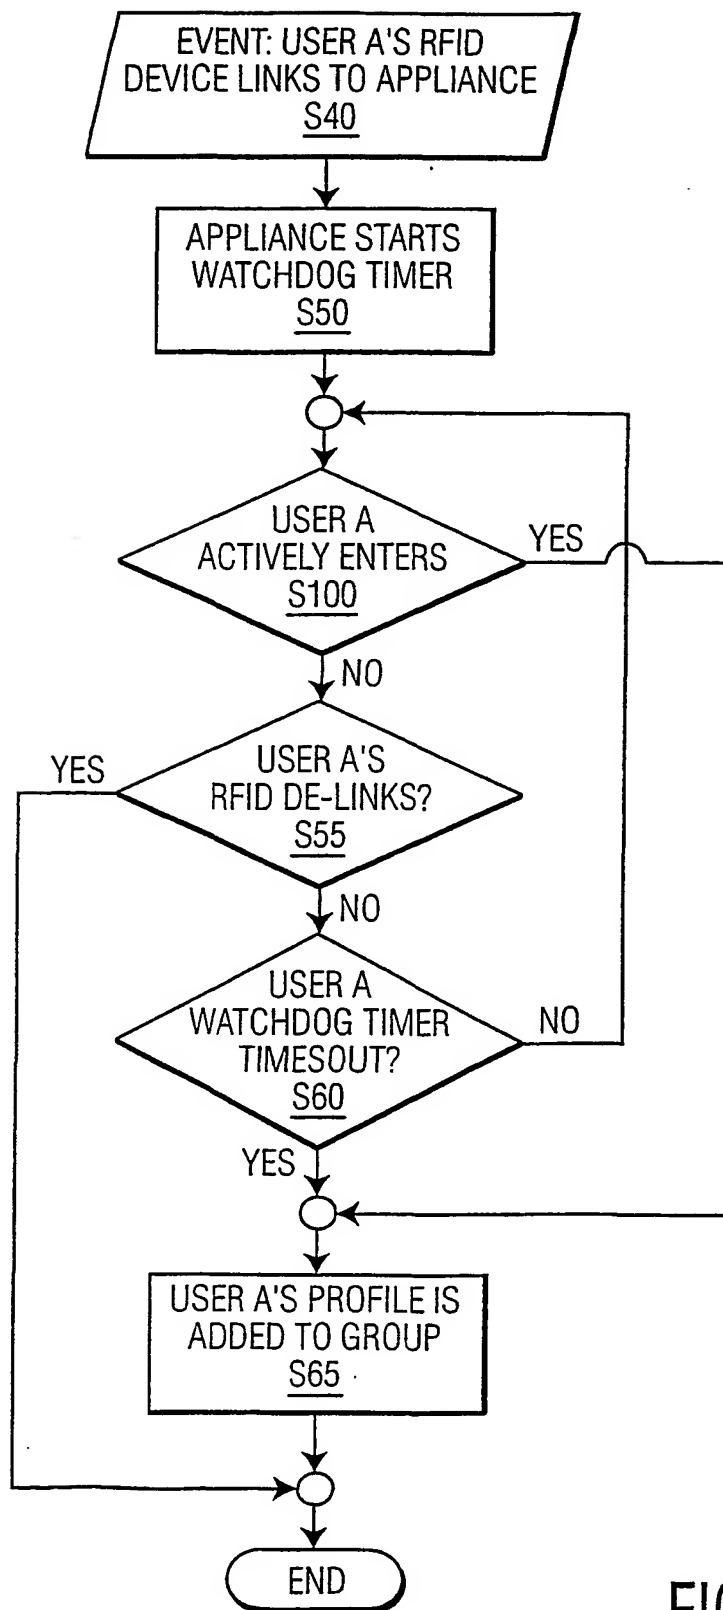 EVENT: USER A'S RFID
DEVICE LINKS TO APPLIANCE
S40
APPLIANCE STARTS
WATCHDOG TIMER
S50
USER A
ACTIVELY ENTERS
S100
YES
NO
USER A'S
RFID DE-LINKS?
S55
YES
NO
USER A
WATCHDOG TIMER
TIMESOUT?
S60
NO
YES
USER A'S PROFILE IS
ADDED TO GROUP
S65
END